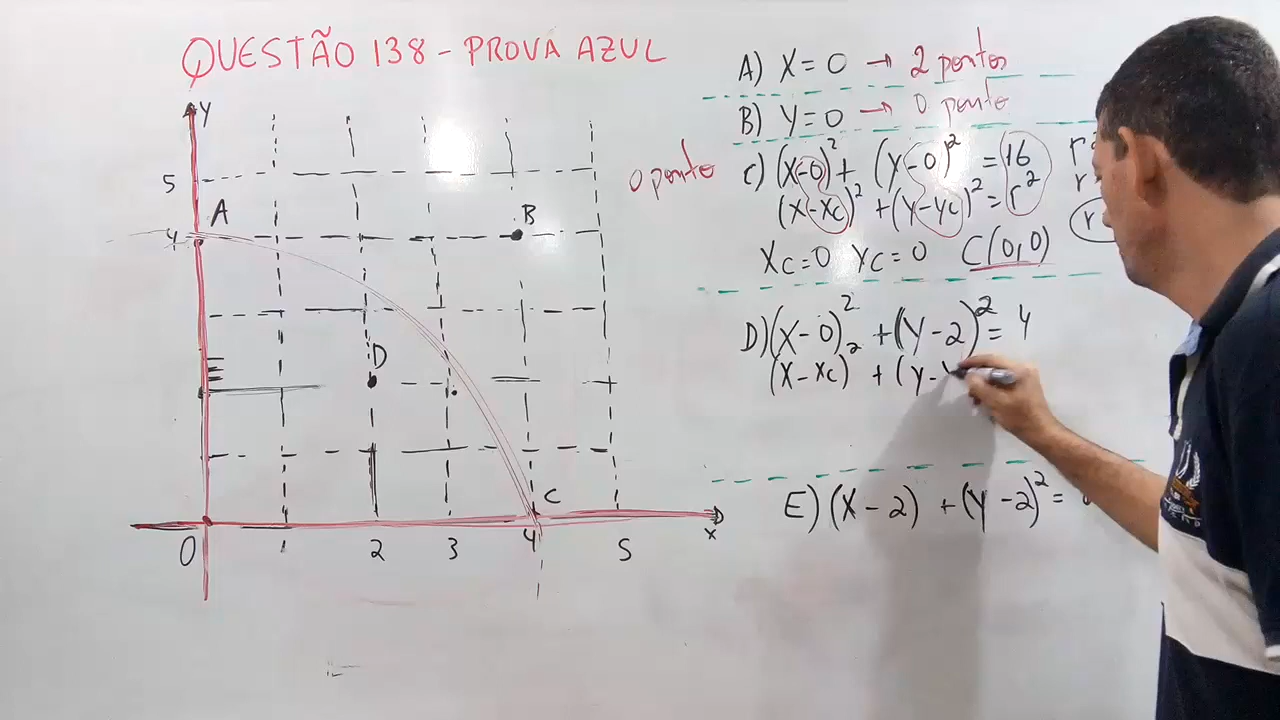 QUESTÃO 138 - PROVA AZUL
Y
5
4
A
B
D
C
0
1
2
3
4
5
X
A) X = 0 → 2 pontos
B) Y = 0 → 0 ponto
0 ponto
C) (X-0)² + (Y-0)² = 16
(X-Xc)² + (Y-Yc)² = r²
Xc = 0 Yc = 0 C(0,0)
r
r
r
D) (X-0)² + (Y-2)² = 4
(X-Xc)² + (Y-
E) (X-2) + (Y-2)² =